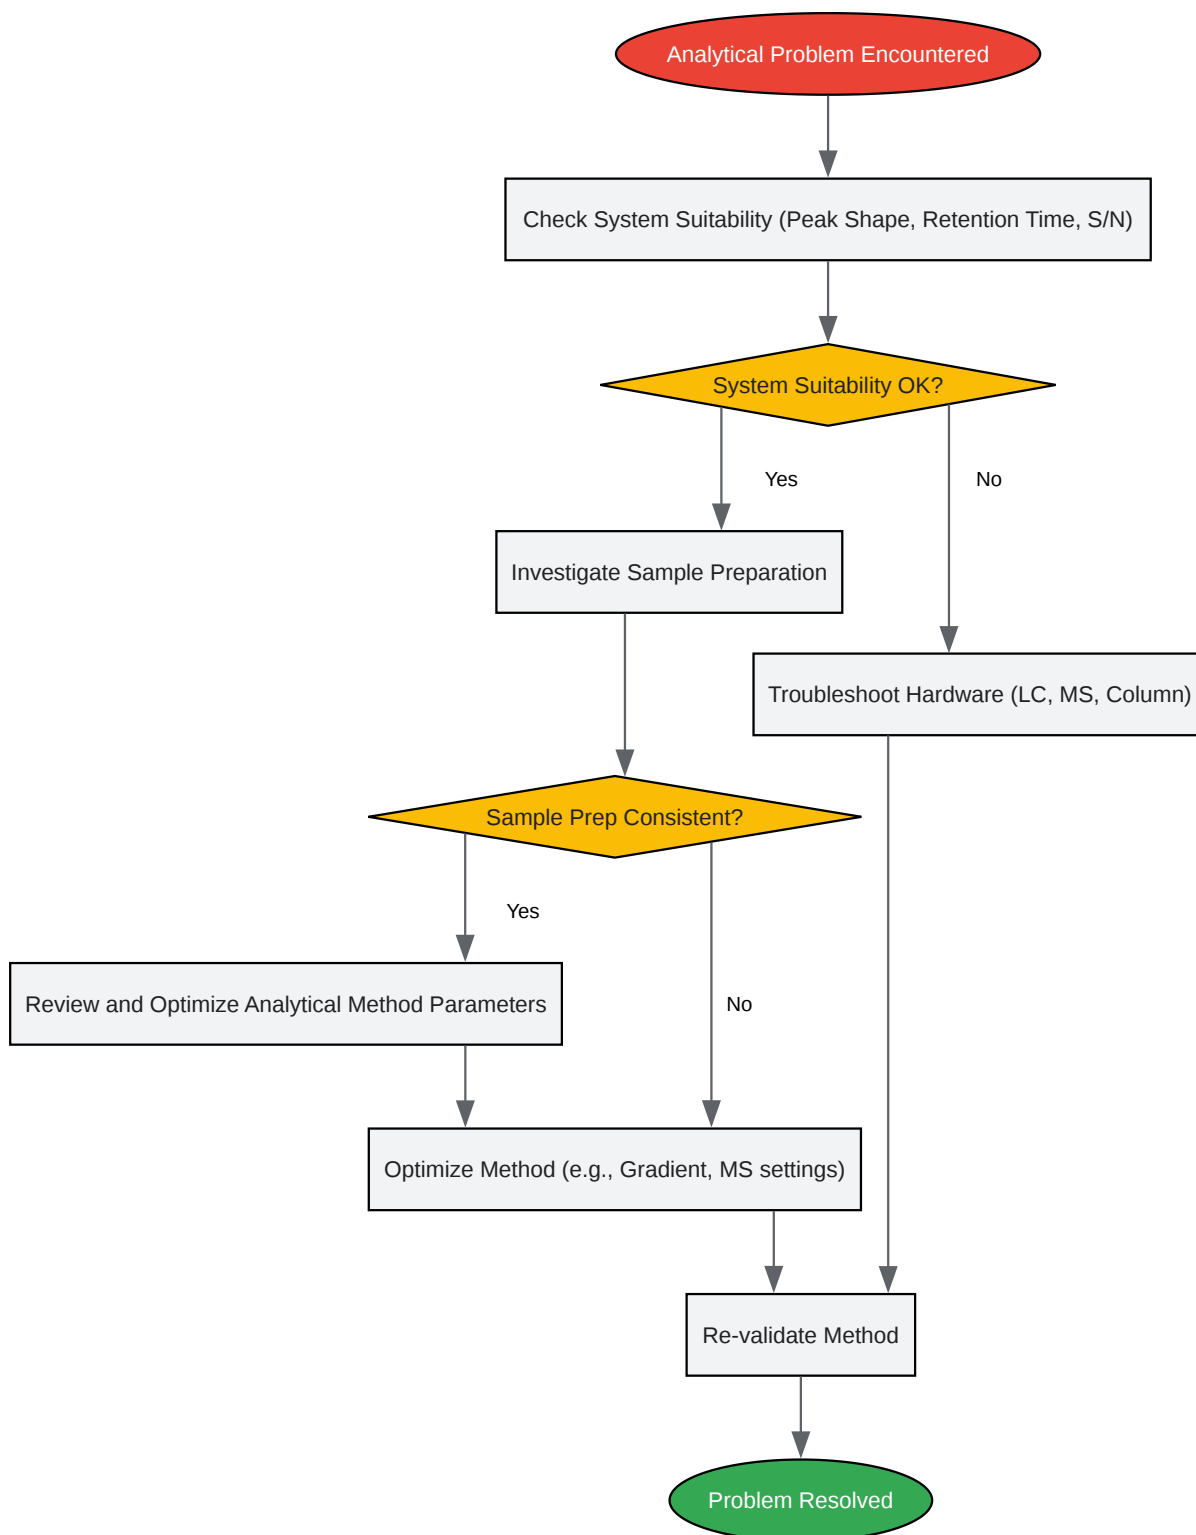 Analytical Problem Encountered
Check System Suitability (Peak Shape, Retention Time, S/N)
System Suitability OK?
Yes
No
Investigate Sample Preparation
Troubleshoot Hardware (LC, MS, Column)
Sample Prep Consistent?
Yes
Review and Optimize Analytical Method Parameters
No
Optimize Method (e.g., Gradient, MS settings)
Re-validate Method
Problem Resolved